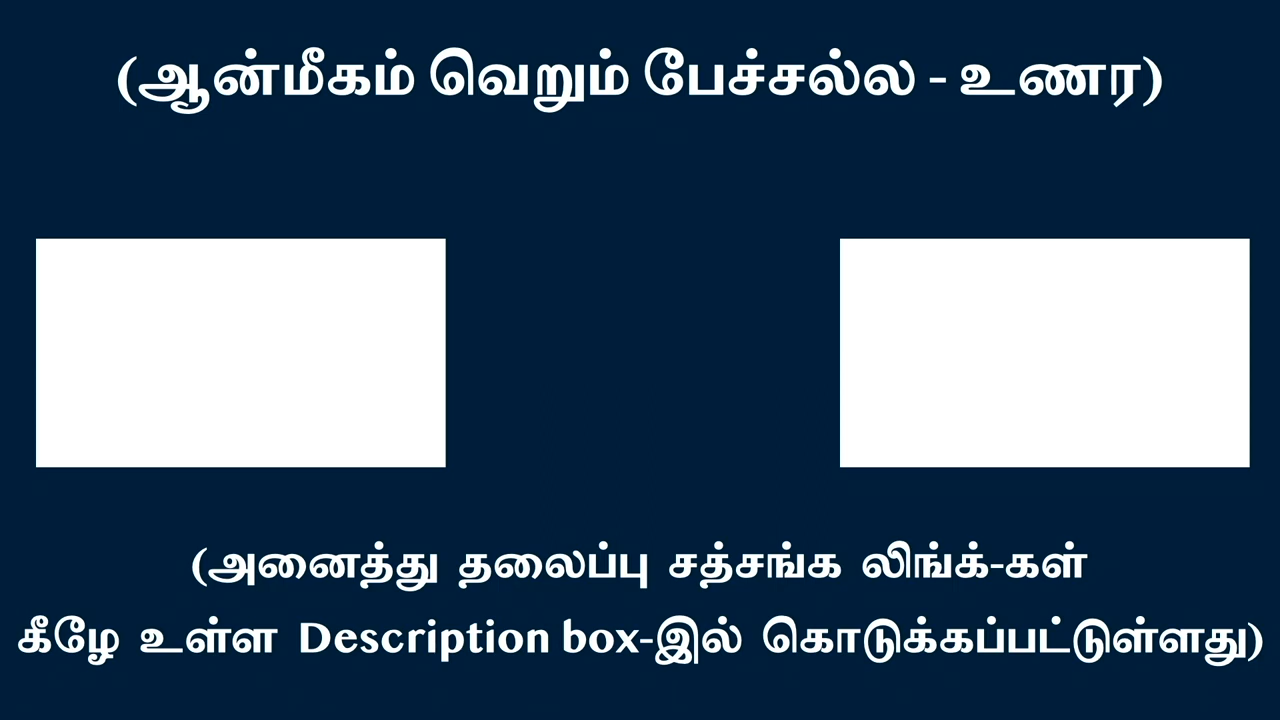 (ஆன்மீகம் வெறும் பேச்சல்ல - உணர)
(அனைத்து தலைப்பு சத்சங்க லிங்க்-கள்
கீழே உள்ள Description box-இல் கொடுக்கப்பட்டுள்ளது)